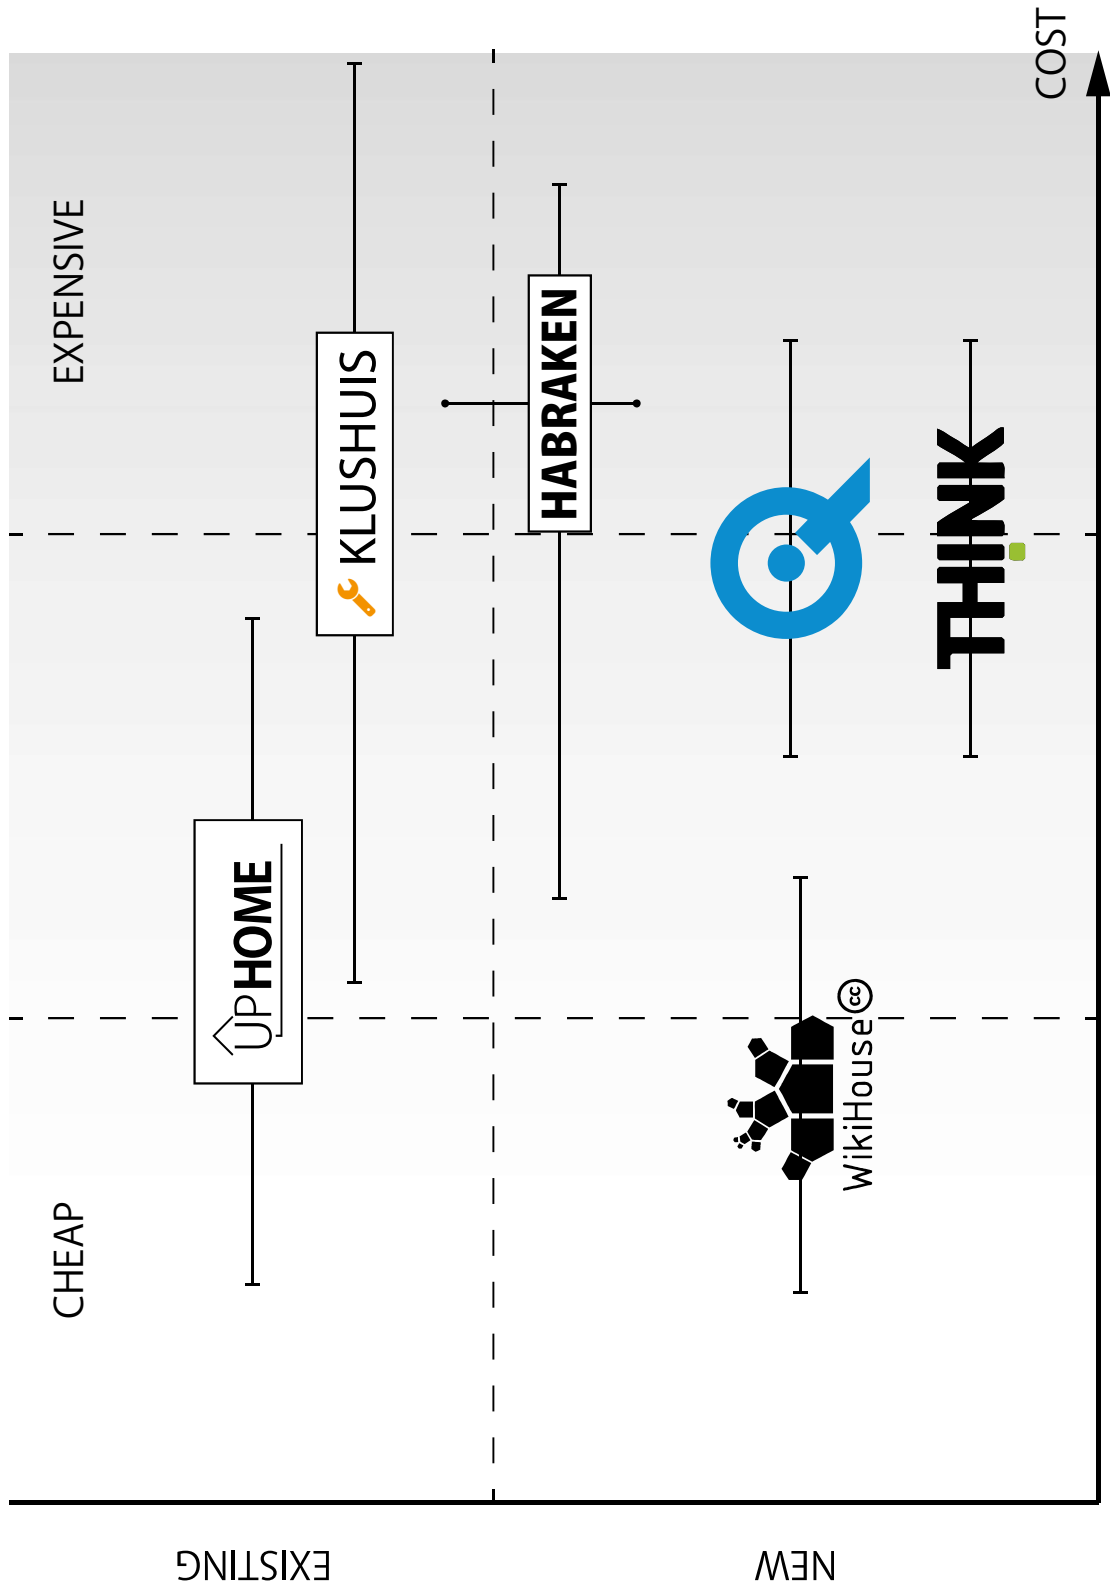 EXISTING
NEW
CHEAP
EXPENSIVE
COST
UPHOME
KLUSHUIS
HABRAKEN
THINK
WikiHouse cc